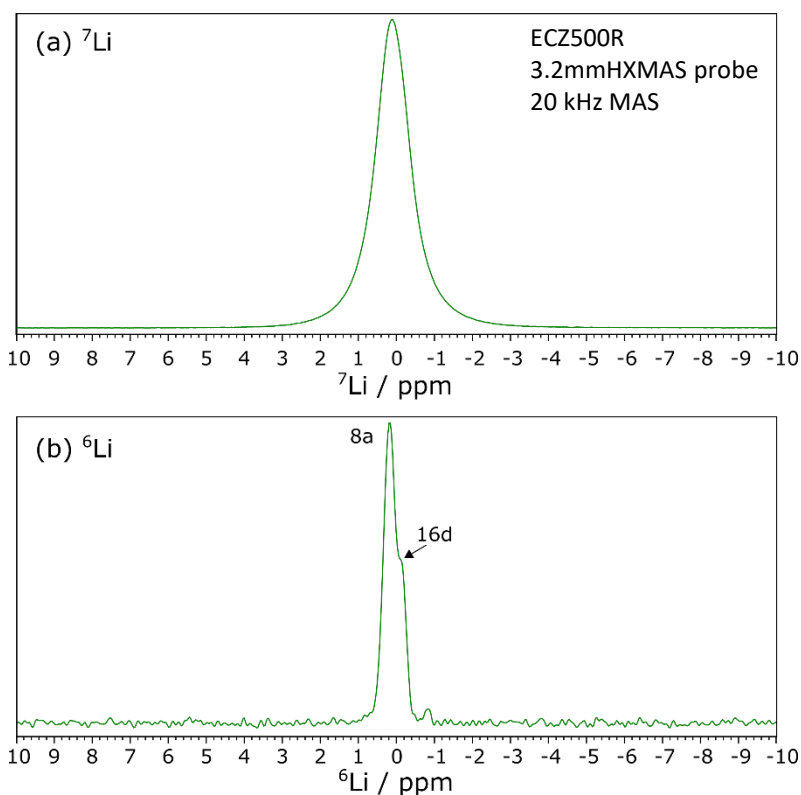 (a) ⁷Li
ECZ500R
3.2mmHXMAS probe
20 kHz MAS
10 9 8 7 6 5 4 3 2 1 0 -1 -2 -3 -4 -5 -6 -7 -8 -9 -10
⁷Li / ppm
(b) ⁶Li
8a
16d
10 9 8 7 6 5 4 3 2 1 0 -1 -2 -3 -4 -5 -6 -7 -8 -9 -10
⁶Li / ppm